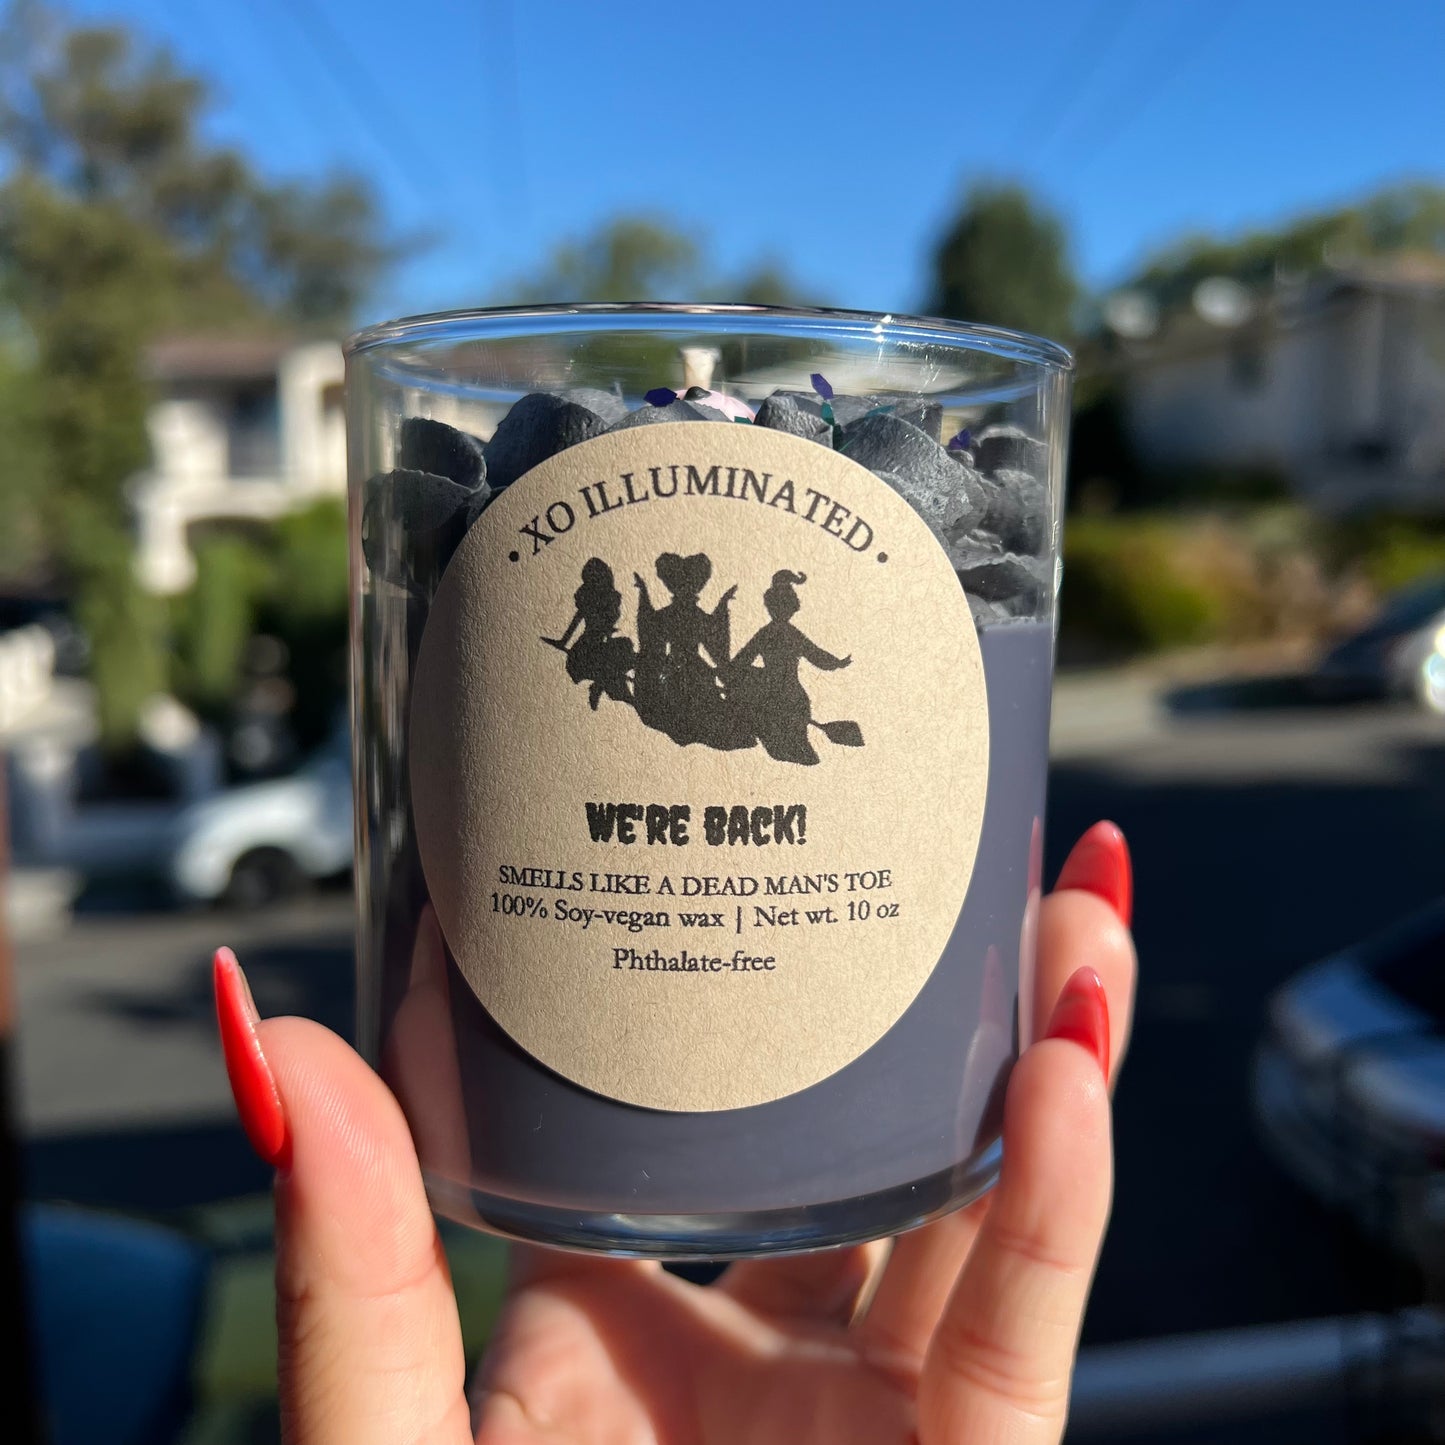 • XO ILLUMINATED •
WE'RE BACK!
SMELLS LIKE A DEAD MAN'S TOE
100% Soy-vegan wax | Net wt. 10 oz
Phthalate-free